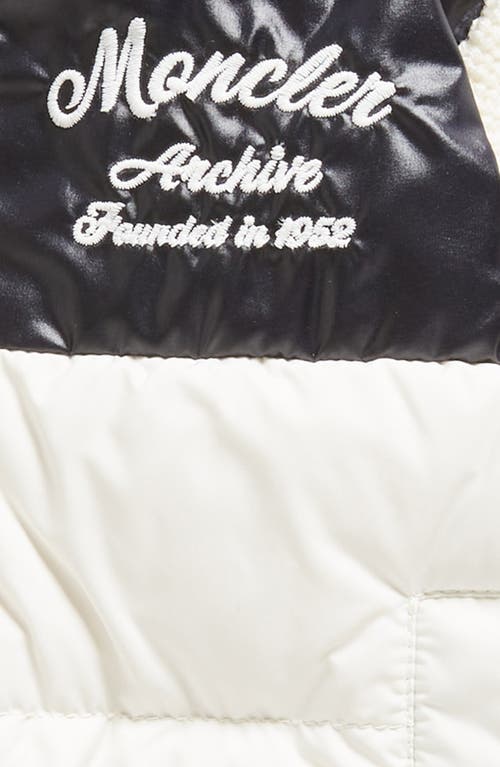 Moncler
Archive
Founded in 1952